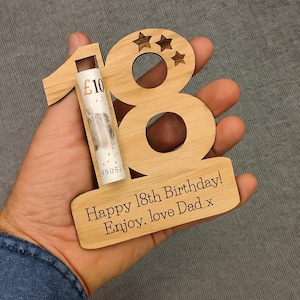 18
£10
Happy 18th Birthday!
Enjoy, love Dad x